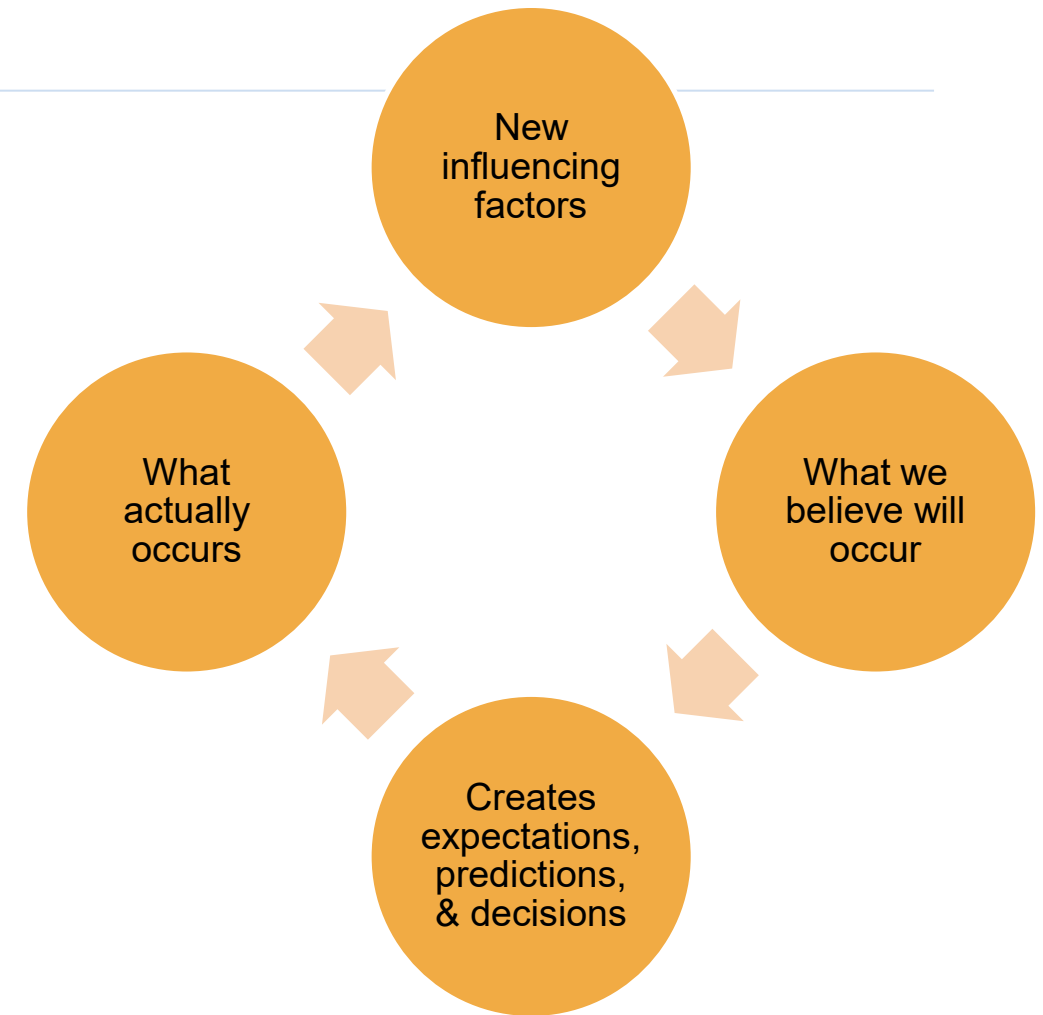 New
influencing
factors
What we
believe will
occur
Creates
expectations,
predictions,
& decisions
What
actually
occurs